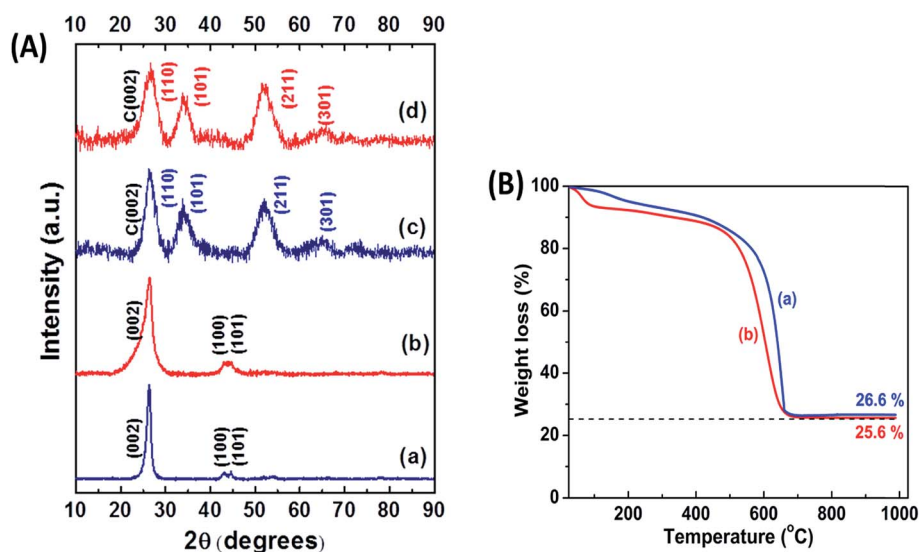 (A)
10 20 30 40 50 60 70 80 90
C(002) (110) (101) (211) (301) (d)
C(002) (110) (101) (211) (301) (c)
(002) (100) (101) (b)
(002) (100) (101) (a)
Intensity (a.u.)
10 20 30 40 50 60 70 80 90
2θ (degrees)
(B)
100
80
60
40
20
0
Weight loss (%)
(a)
(b)
26.6 %
25.6 %
200 400 600 800 1000
Temperature (°C)